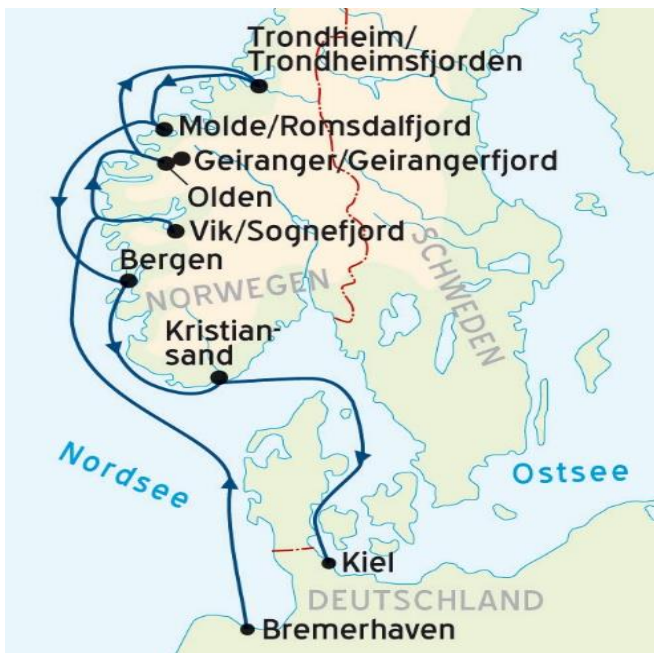 Trondheim/
Trondheimsfjorden
Molde/Romsdalfjord
Geiranger/Geirangerfjord
Olden
Vik/Sognefjord
Bergen
NORWEGEN
SCHWEDEN
Kristian-
sand
Nordsee
Ostsee
Kiel
DEUTSCHLAND
Bremerhaven